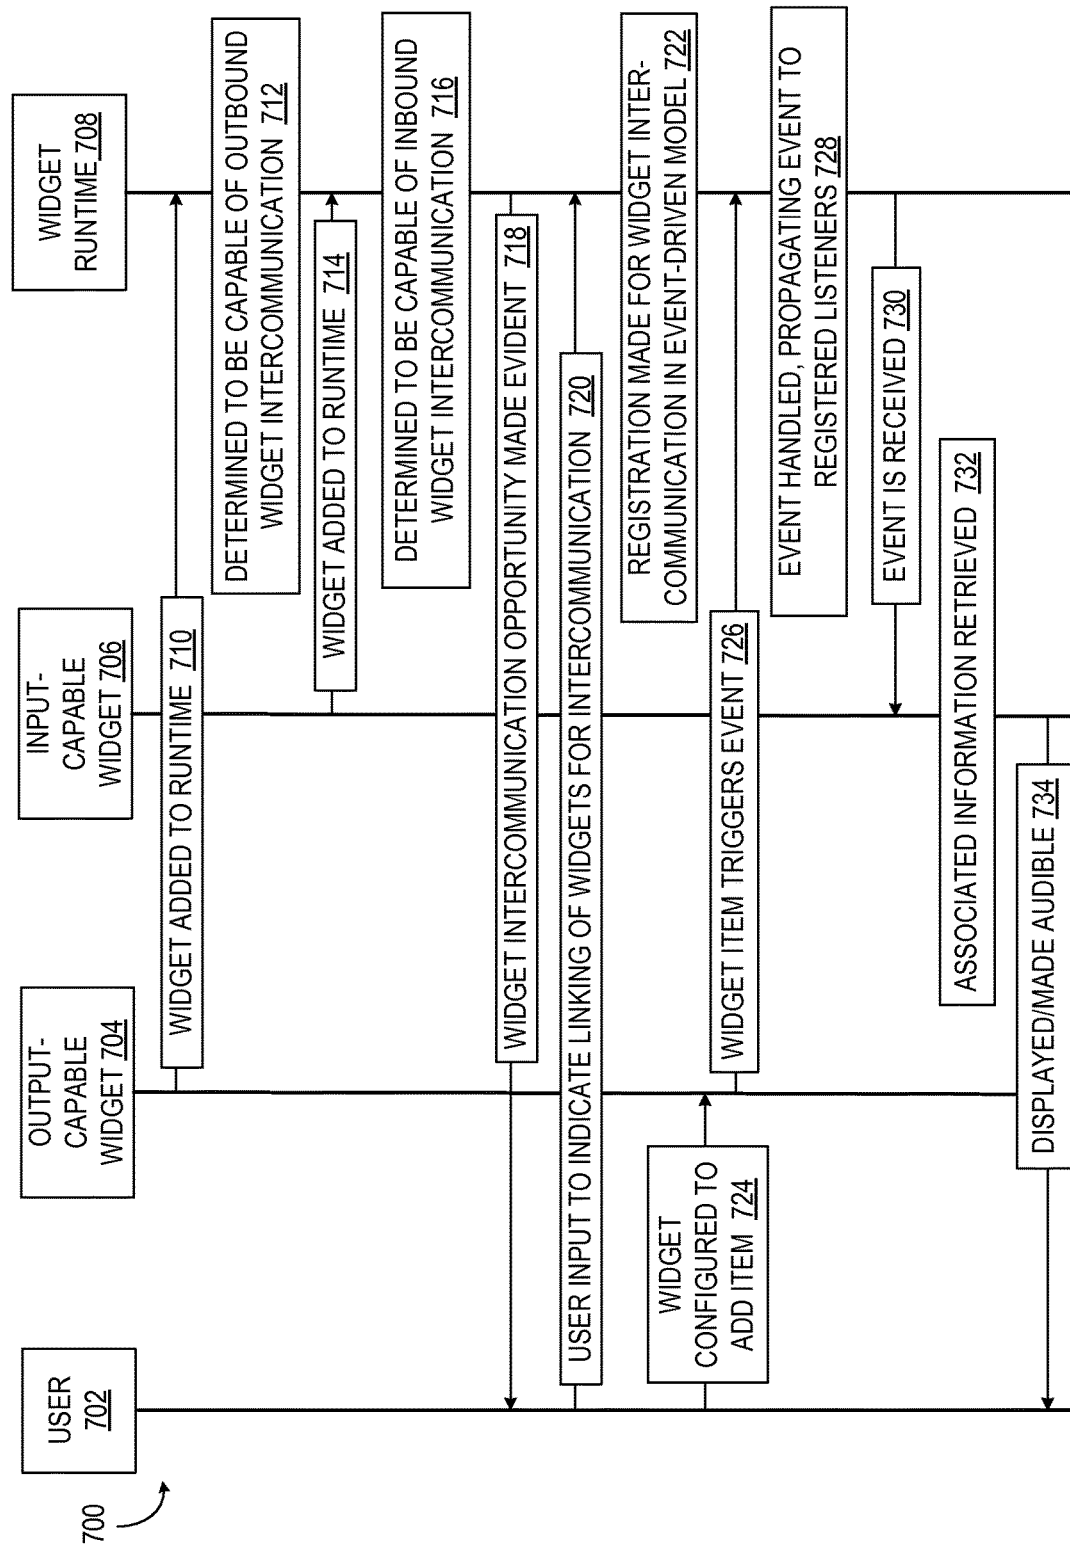 700
USER
702
OUTPUT-
CAPABLE
WIDGET 704
INPUT-
CAPABLE
WIDGET 706
WIDGET
RUNTIME 708
WIDGET ADDED TO RUNTIME 710
DETERMINED TO BE CAPABLE OF OUTBOUND
WIDGET INTERCOMMUNICATION 712
WIDGET ADDED TO RUNTIME 714
DETERMINED TO BE CAPABLE OF INBOUND
WIDGET INTERCOMMUNICATION 716
WIDGET INTERCOMMUNICATION OPPORTUNITY MADE EVIDENT 718
USER INPUT TO INDICATE LINKING OF WIDGETS FOR INTERCOMMUNICATION 720
REGISTRATION MADE FOR WIDGET INTER-
COMMUNICATION IN EVENT-DRIVEN MODEL 722
WIDGET
CONFIGURED TO
ADD ITEM 724
WIDGET ITEM TRIGGERS EVENT 726
EVENT HANDLED, PROPAGATING EVENT TO
REGISTERED LISTENERS 728
EVENT IS RECEIVED 730
ASSOCIATED INFORMATION RETRIEVED 732
DISPLAYED/MADE AUDIBLE 734